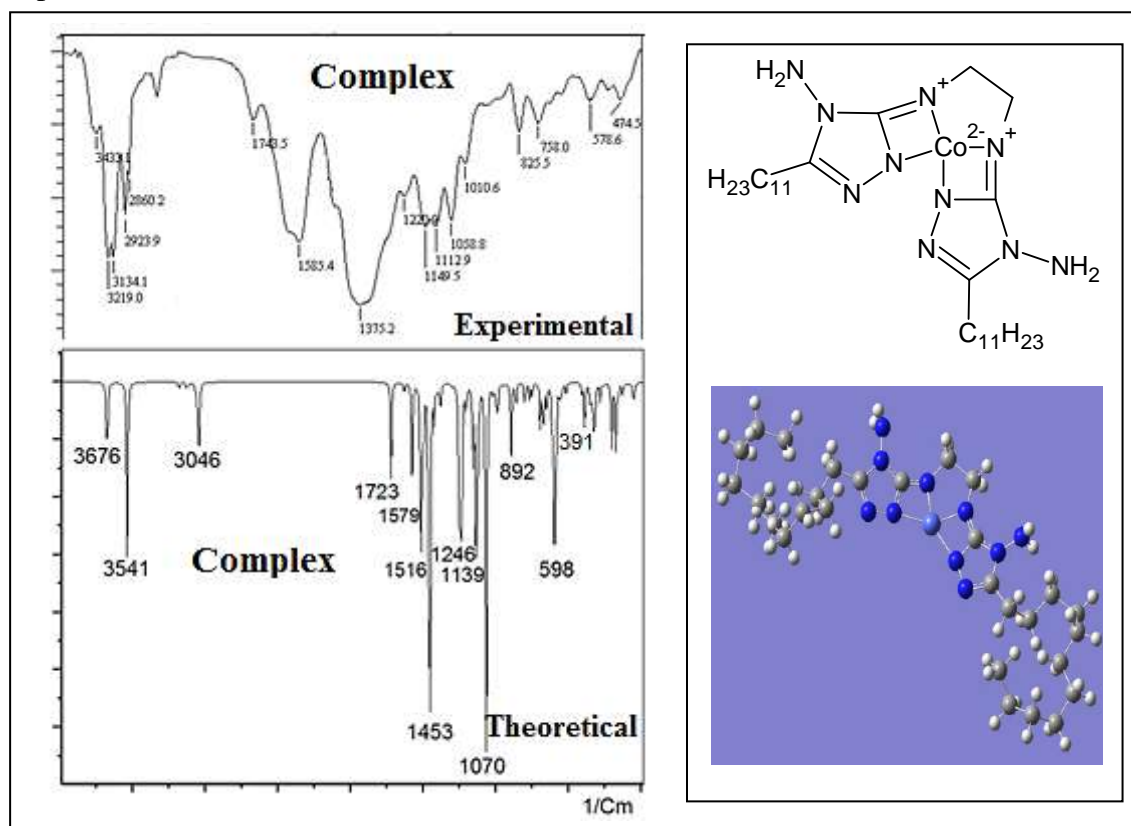 Complex
3433.1
2860.2
2923.9
3134.1
3219.0
1743.5
1585.4
1375.2
1220.9
1149.5
1112.9
1058.8
1010.6
825.5
758.0
578.6
474.5
Experimental
3676
3541
3046
Complex
1723
1579
1516
1453
1246
1139
1070
892
598
391
Theoretical
1/Cm
H2N
N
N+
N
N
N
H23C11
Co2-
N+
N
N
N
NH2
C11H23